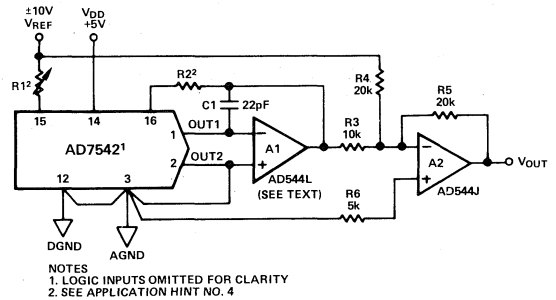 ±10V
VREF
VDD
+5V
R1²
R2²
C1
22pF
R4
20k
R5
20k
15
14
16
OUT1
1
AD7542¹
2
OUT2
12
3
−
A1
+
AD544L
(SEE TEXT)
R3
10k
−
A2
+
AD544J
VOUT
R6
5k
DGND
AGND
NOTES
1. LOGIC INPUTS OMITTED FOR CLARITY
2. SEE APPLICATION HINT NO. 4